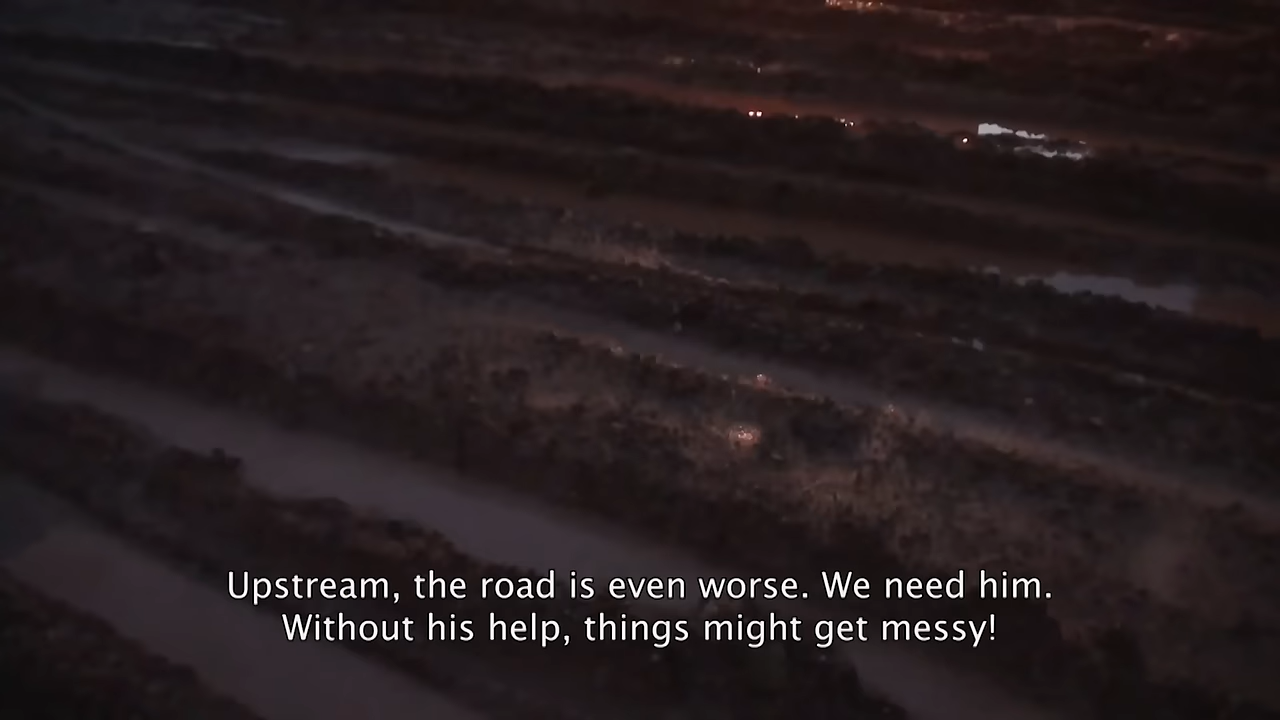 Upstream, the road is even worse. We need him.
Without his help, things might get messy!